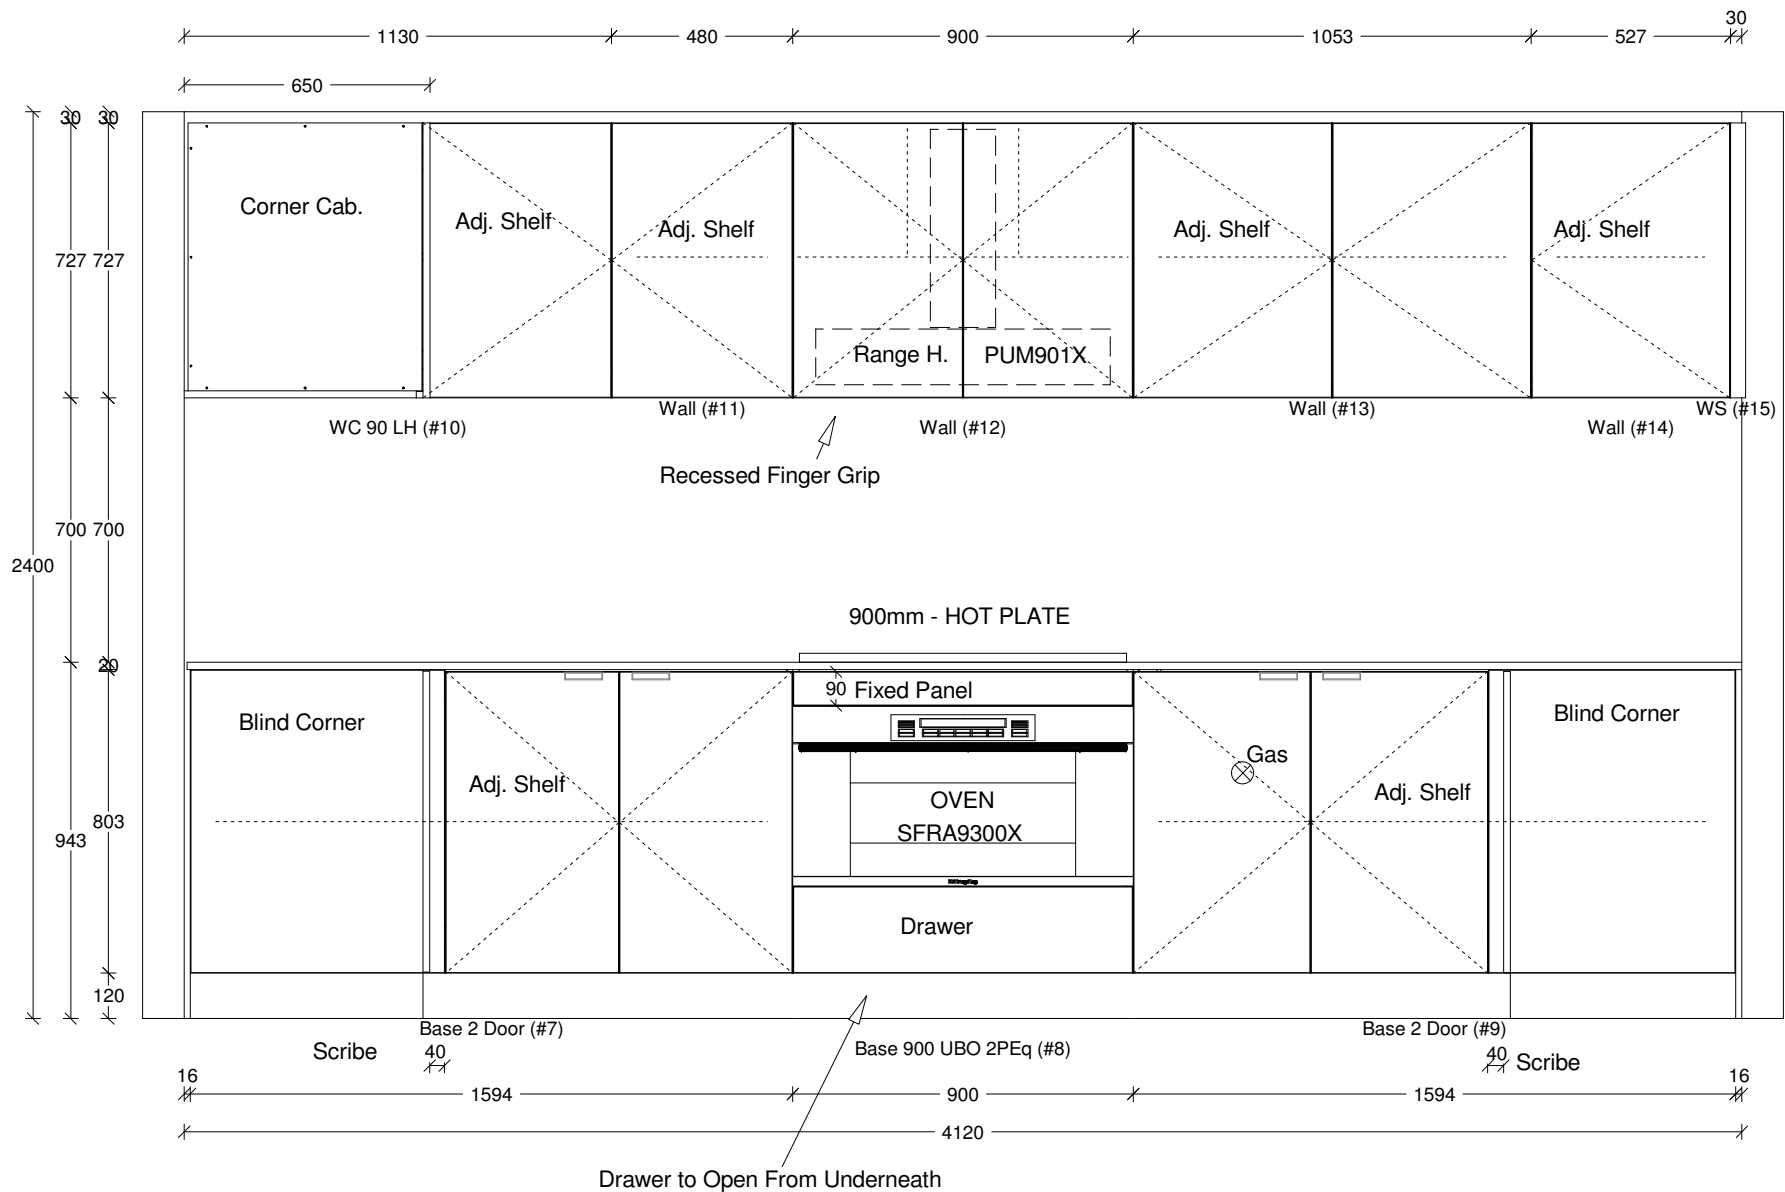 30
1130 480 900 1053 527
650
30 30
Corner Cab.
Adj. Shelf
Adj. Shelf
Adj. Shelf
Adj. Shelf
727 727
Range H. PUM901X
Wall (#11)
Wall (#13)
WS (#15)
WC 90 LH (#10)
Wall (#12)
Wall (#14)
Recessed Finger Grip
700 700
2400
900mm - HOT PLATE
20
90 Fixed Panel
Blind Corner
Blind Corner
Gas
Adj. Shelf
Adj. Shelf
OVEN
SFRA9300X
803
943
Drawer
120
Base 2 Door (#7)
Base 2 Door (#9)
Scribe
40
Base 900 UBO 2PEq (#8)
40
Scribe
16
16
1594 900 1594
4120
Drawer to Open From Underneath